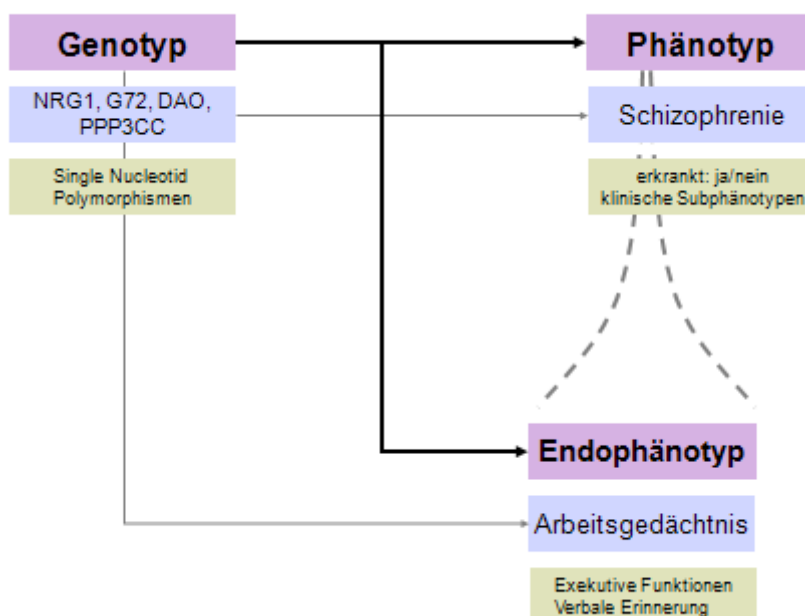 Genotyp
NRG1, G72, DAO,
PPP3CC
Single Nucleotid
Polymorphismen
Phänotyp
Schizophrenie
erkrankt: ja/nein
klinische Subphänotypen
Endophänotyp
Arbeitsgedächtnis
Exekutive Funktionen
Verbale Erinnerung